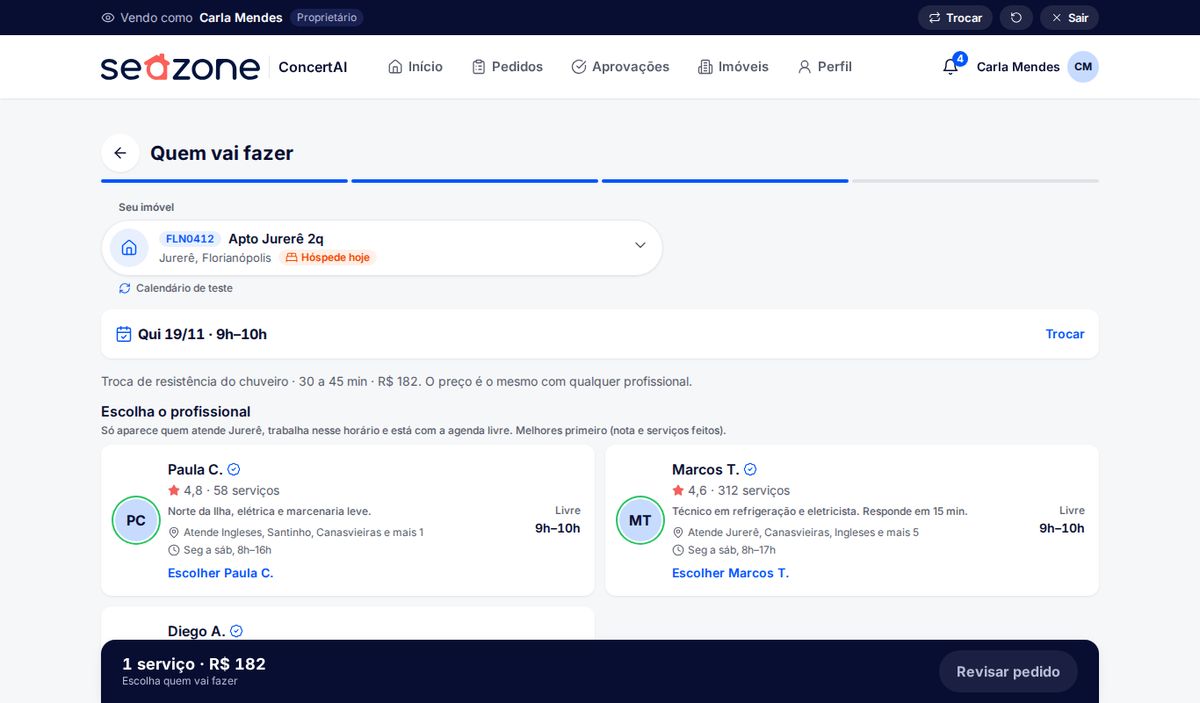 Vendo como Carla Mendes Proprietário
Trocar
Sair
seazone ConcertAI
Início
Pedidos
Aprovações
Imóveis
Perfil
4
Carla Mendes CM
Quem vai fazer
Seu imóvel
FLN0412 Apto Jurerê 2q
Jurerê, Florianópolis Hóspede hoje
Calendário de teste
Qui 19/11 · 9h–10h
Trocar
Troca de resistência do chuveiro · 30 a 45 min · R$ 182. O preço é o mesmo com qualquer profissional.
Escolha o profissional
Só aparece quem atende Jurerê, trabalha nesse horário e está com a agenda livre. Melhores primeiro (nota e serviços feitos).
PC
Paula C.
4,8 · 58 serviços
Norte da Ilha, elétrica e marcenaria leve.
Atende Ingleses, Santinho, Canasvieiras e mais 1
Seg a sáb, 8h–16h
Escolher Paula C.
Livre
9h–10h
MT
Marcos T.
4,6 · 312 serviços
Técnico em refrigeração e eletricista. Responde em 15 min.
Atende Jurerê, Canasvieiras, Ingleses e mais 5
Seg a sáb, 8h–17h
Escolher Marcos T.
Livre
9h–10h
Diego A.
1 serviço · R$ 182
Escolha quem vai fazer
Revisar pedido